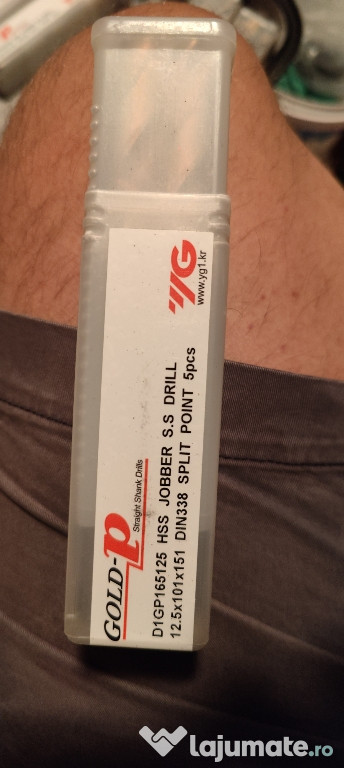 YG
www.yg1.kr
GOLD-P
Straight Shank Drills
D1GP165125 HSS JOBBER S.S DRILL
12.5x101x151 DIN338 SPLIT POINT 5pcs
Lajumate.ro